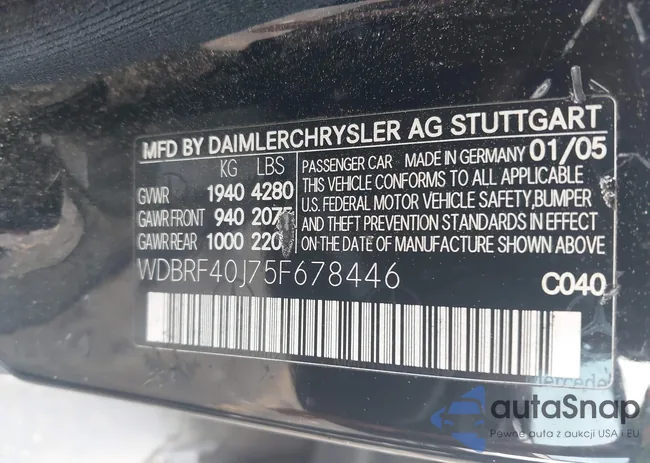 MFD BY DAIMLERCHRYSLER AG STUTTGART
KG LBS
GVWR 1940 4280
GAWR FRONT 940
GAWR REAR 1000
PASSENGER CAR MADE IN GERMANY 01/05
THIS VEHICLE CONFORMS TO ALL APPLICABLE
U.S. FEDERAL MOTOR VEHICLE SAFETY, BUMPER
AND THEFT PREVENTION STANDARDS IN EFFECT
ON THE DATE OF MANUFACTURE SHOWN ABOVE
WDBRF40J75F678446
C040
autaSnap
Pewne auta z aukcji USA i EU